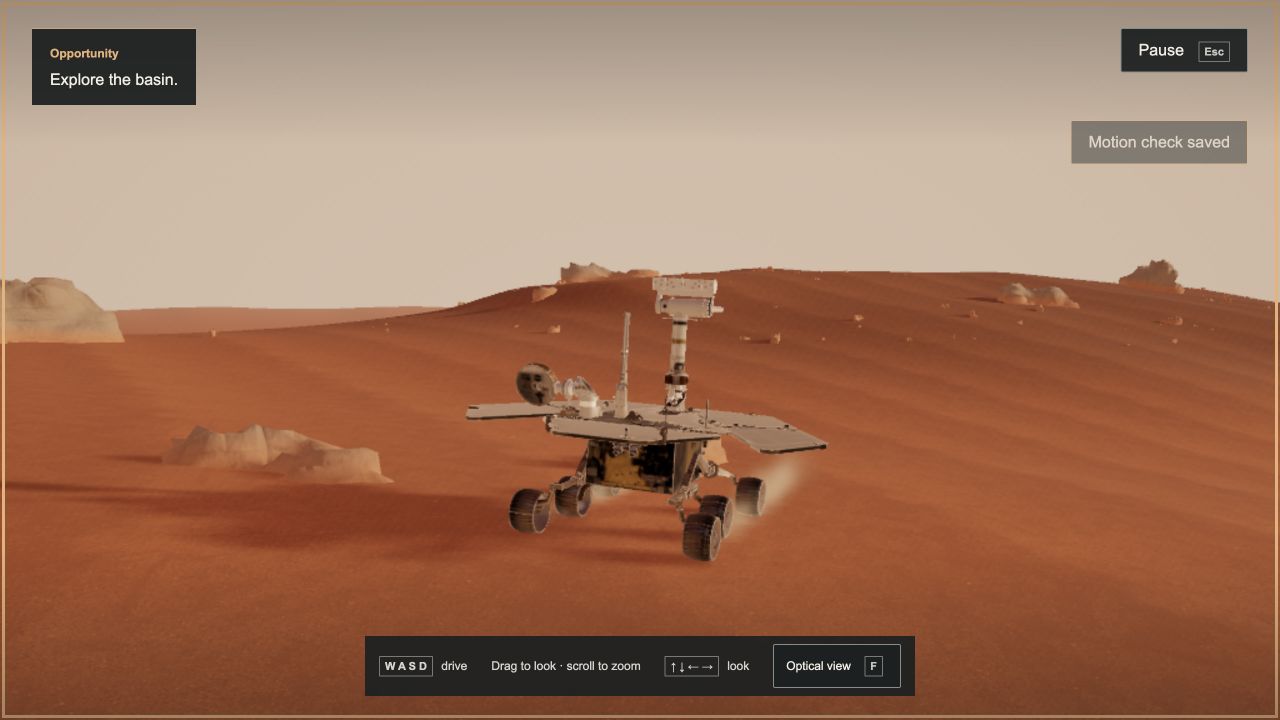 Opportunity
Explore the basin.
Pause Esc
Motion check saved
W A S D drive Drag to look · scroll to zoom ↑↓←→ look Optical view F